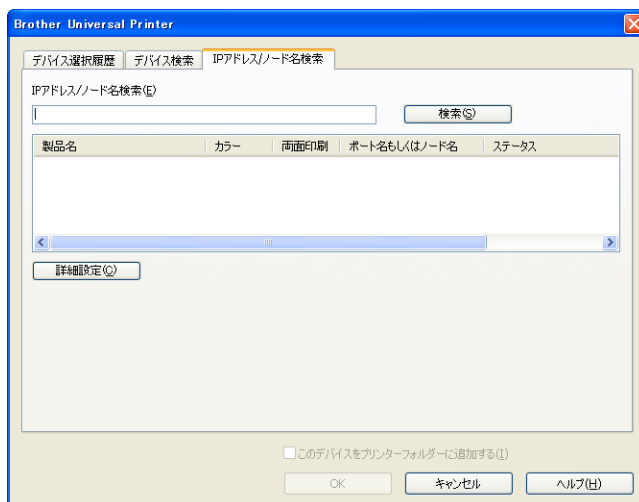 Brother Universal Printer
デバイス選択履歴 デバイス検索 IPアドレス/ノード名検索
IPアドレス/ノード名検索(E)
検索(S)
製品名 カラー 両面印刷 ポート名もしくはノード名 ステータス
詳細設定(C)
このデバイスをプリンターフォルダーに追加する(I)
OK キャンセル ヘルプ(H)